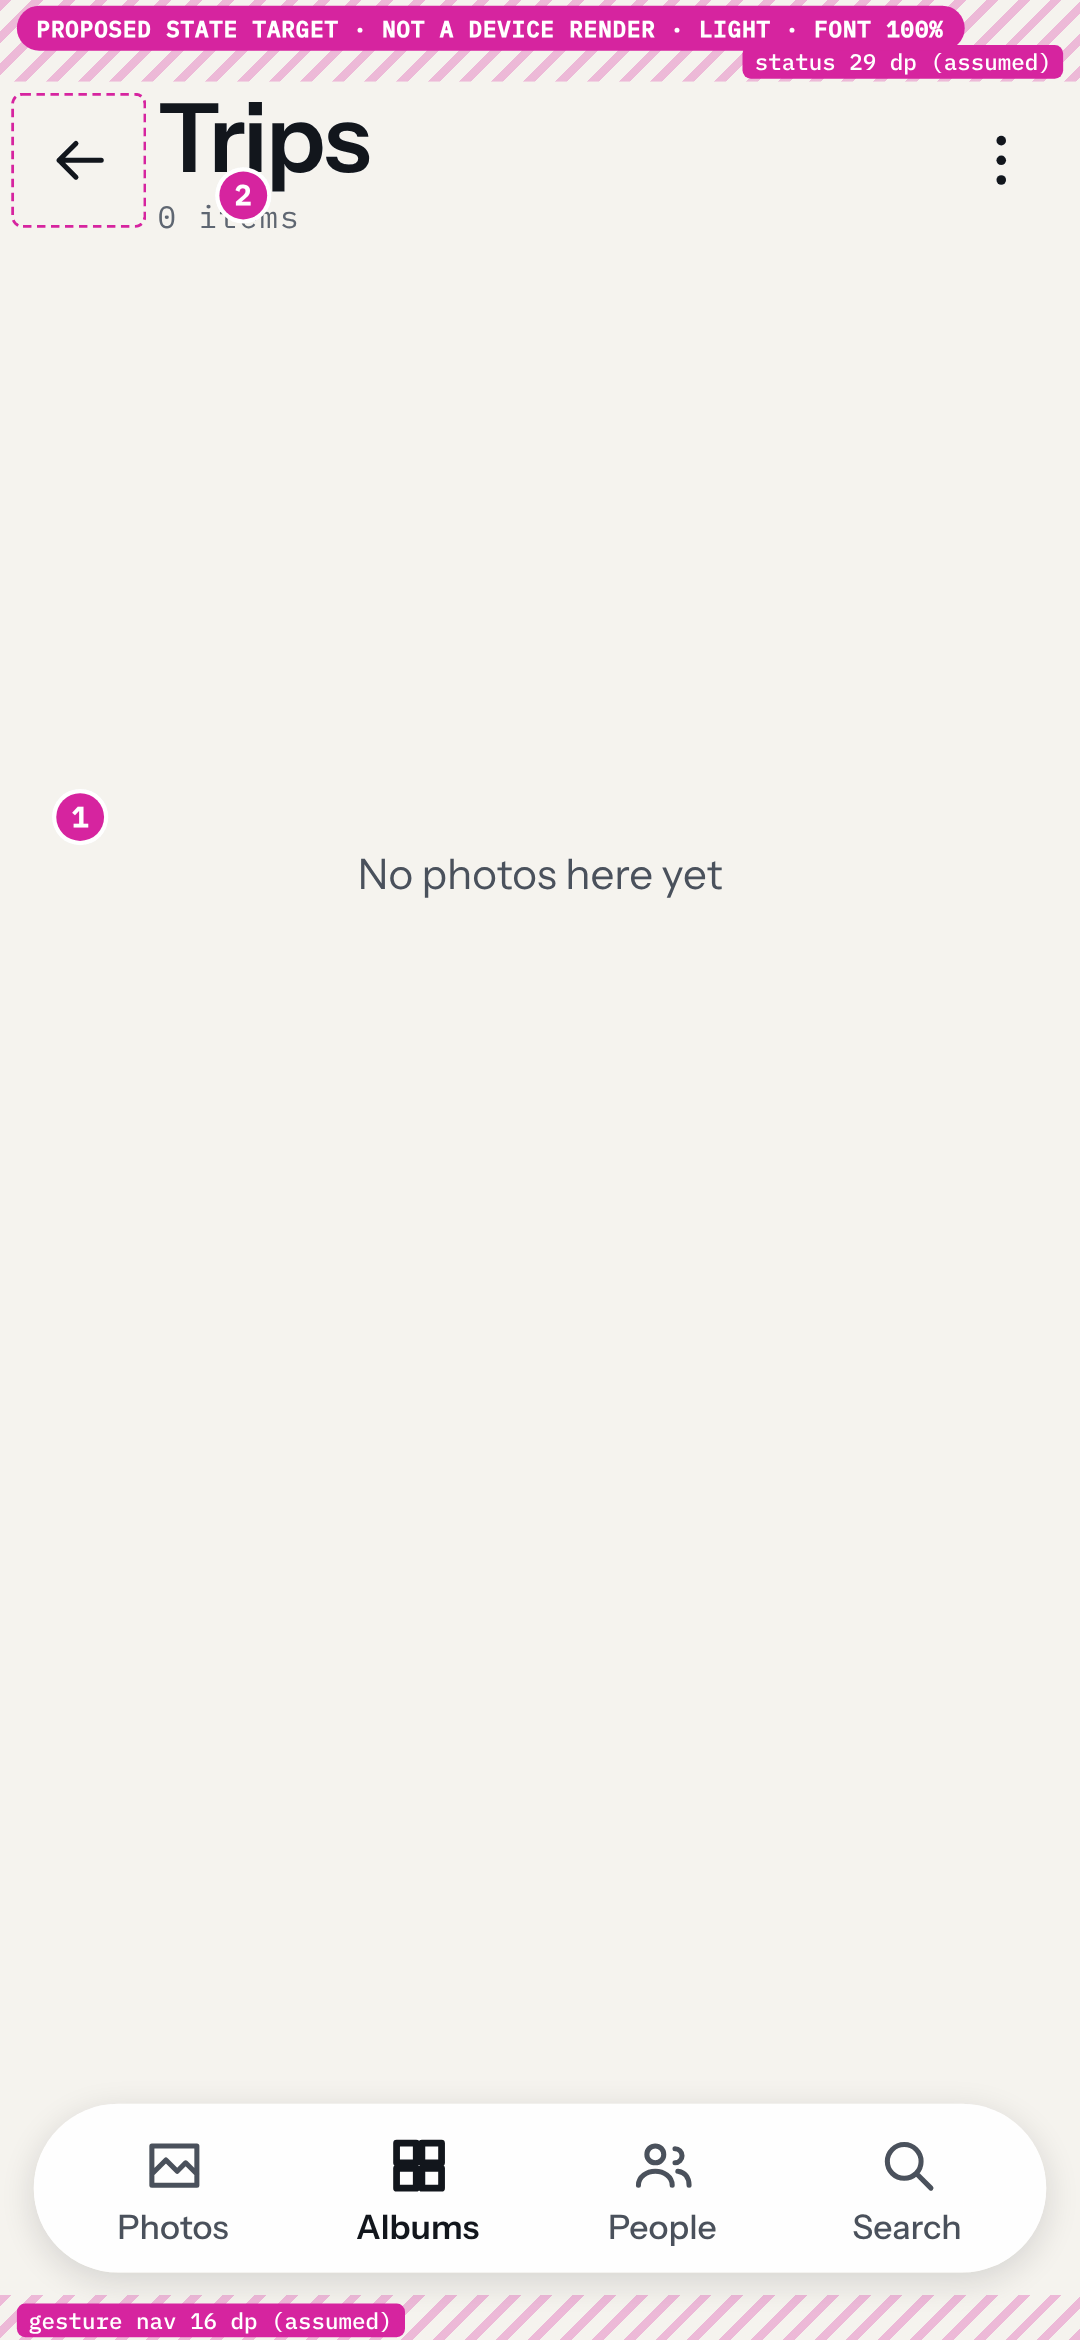 PROPOSED STATE TARGET · NOT A DEVICE RENDER · LIGHT · FONT 100%
status 29 dp (assumed)
Trips
2
0 items
1
No photos here yet
Photos
Albums
People
Search
gesture nav 16 dp (assumed)